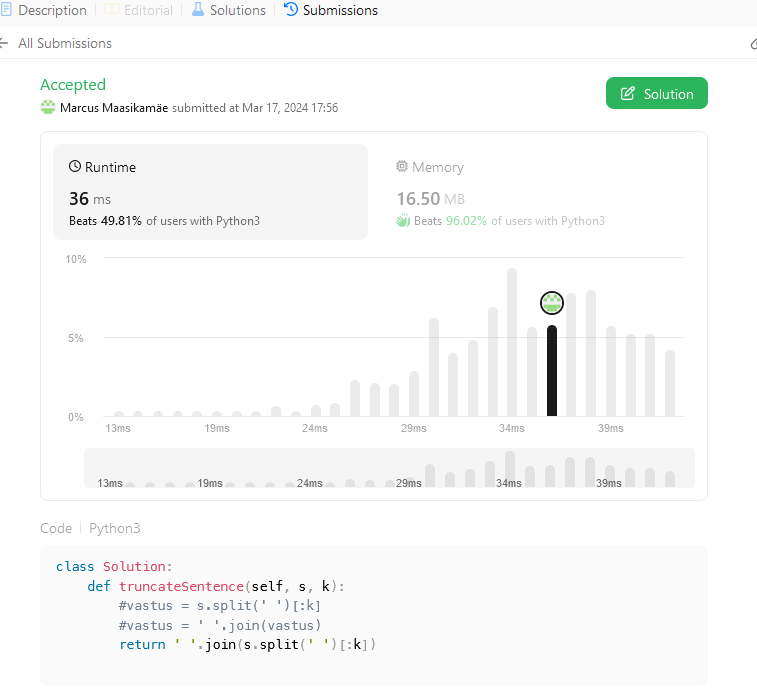 Description Editorial Solutions Submissions
All Submissions
Accepted
Marcus Maasikamäe submitted at Mar 17, 2024 17:56
Solution
Runtime
36 ms
Beats 49.81% of users with Python3
Memory
16.50 MB
Beats 96.02% of users with Python3
10%
5%
0%
13ms 19ms 24ms 29ms 34ms 39ms
13ms 19ms 24ms 29ms 34ms 39ms
Code Python3
class Solution:
    def truncateSentence(self, s, k):
        #vastus = s.split(' ')[:k]
        #vastus = ' '.join(vastus)
        return ' '.join(s.split(' ')[:k])